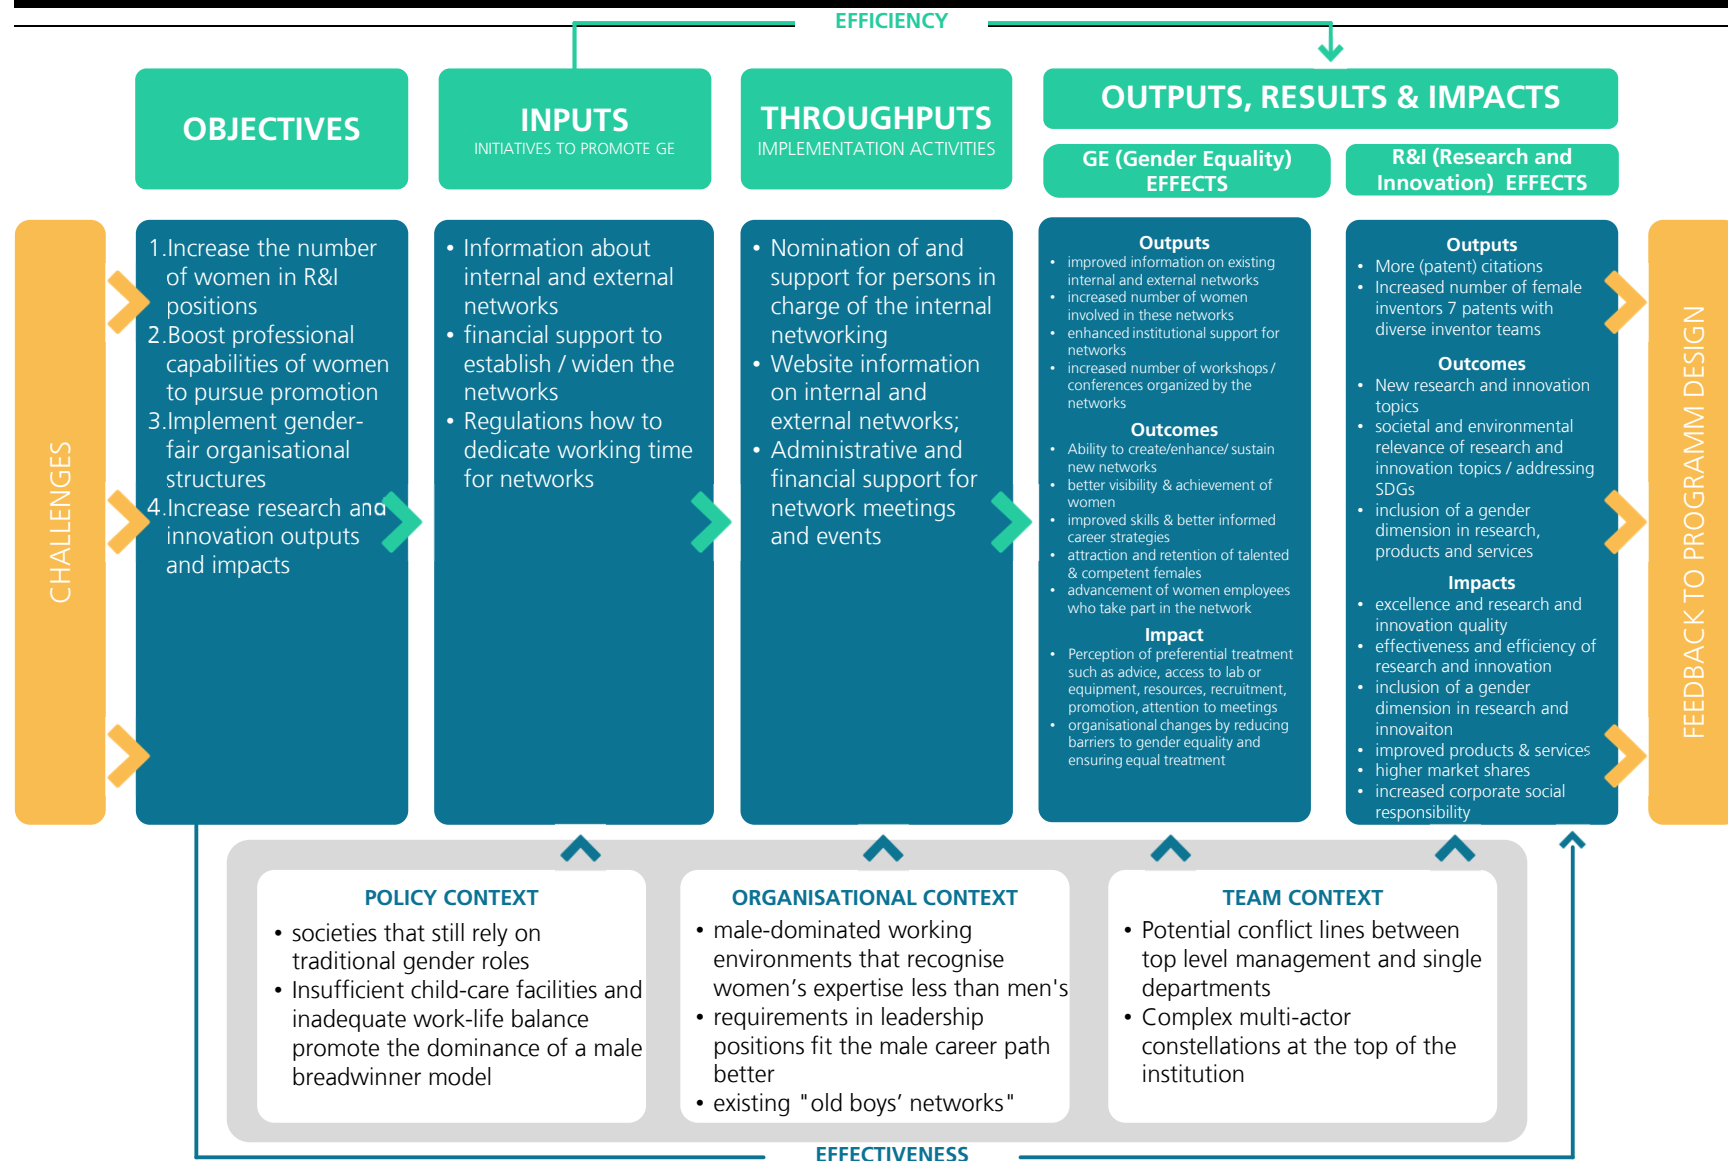 EFFICIENCY
OBJECTIVES
INPUTS
INITIATIVES TO PROMOTE GE
THROUGHPUTS
IMPLEMENTATION ACTIVITIES
OUTPUTS, RESULTS & IMPACTS
GE (Gender Equality)
EFFECTS
R&I (Research and
Innovation) EFFECTS
CHALLENGES
1.Increase the number
of women in R&I
positions
2.Boost professional
capabilities of women
to pursue promotion
3.Implement gender-
fair organisational
structures
4.Increase research and
innovation outputs
and impacts
• Information about
internal and external
networks
• financial support to
establish / widen the
networks
• Regulations how to
dedicate working time
for networks
• Nomination of and
support for persons in
charge of the internal
networking
• Website information
on internal and
external networks;
• Administrative and
financial support for
network meetings
and events
Outputs
• improved information on existing
internal and external networks
• increased number of women
involved in these networks
• enhanced institutional support for
networks
• increased number of workshops /
conferences organized by the
networks
Outcomes
• Ability to create/enhance/ sustain
new networks
• better visibility & achievement of
women
• improved skills & better informed
career strategies
• attraction and retention of talented
& competent females
• advancement of women employees
who take part in the network
Impact
• Perception of preferential treatment
such as advice, access to lab or
equipment, resources, recruitment,
promotion, attention to meetings
• organisational changes by reducing
barriers to gender equality and
ensuring equal treatment
Outputs
• More (patent) citations
• Increased number of female
inventors 7 patents with
diverse inventor teams
Outcomes
• New research and innovation
topics
• societal and environmental
relevance of research and
innovation topics / addressing
SDGs
• inclusion of a gender
dimension in research,
products and services
Impacts
• excellence and research and
innovation quality
• effectiveness and efficiency of
research and innovation
• inclusion of a gender
dimension in research and
innovaiton
• improved products & services
• higher market shares
• increased corporate social
responsibility
FEEDBACK TO PROGRAMM DESIGN
POLICY CONTEXT
• societies that still rely on
traditional gender roles
• Insufficient child-care facilities and
inadequate work-life balance
promote the dominance of a male
breadwinner model
ORGANISATIONAL CONTEXT
• male-dominated working
environments that recognise
women’s expertise less than men's
• requirements in leadership
positions fit the male career path
better
• existing "old boys’ networks"
TEAM CONTEXT
• Potential conflict lines between
top level management and single
departments
• Complex multi-actor
constellations at the top of the
institution
EFFECTIVENESS